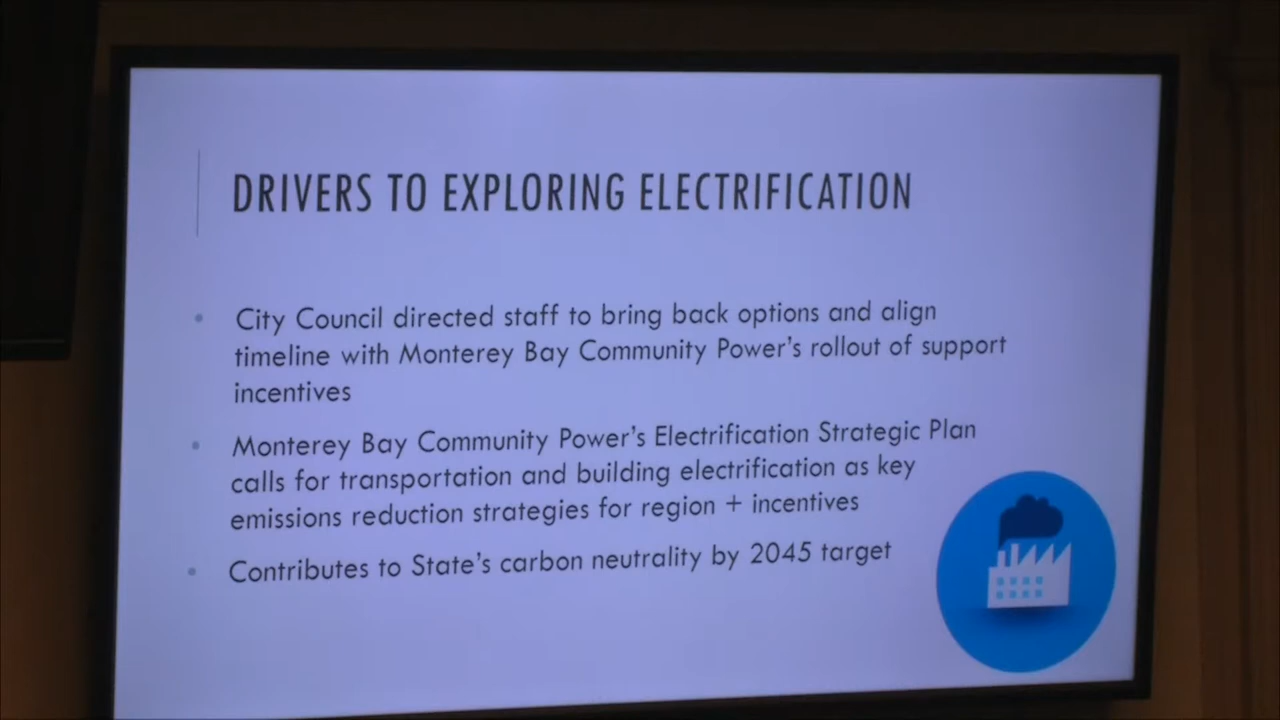 DRIVERS TO EXPLORING ELECTRIFICATION
• City Council directed staff to bring back options and align
timeline with Monterey Bay Community Power's rollout of support
incentives
• Monterey Bay Community Power's Electrification Strategic Plan
calls for transportation and building electrification as key
emissions reduction strategies for region + incentives
• Contributes to State's carbon neutrality by 2045 target